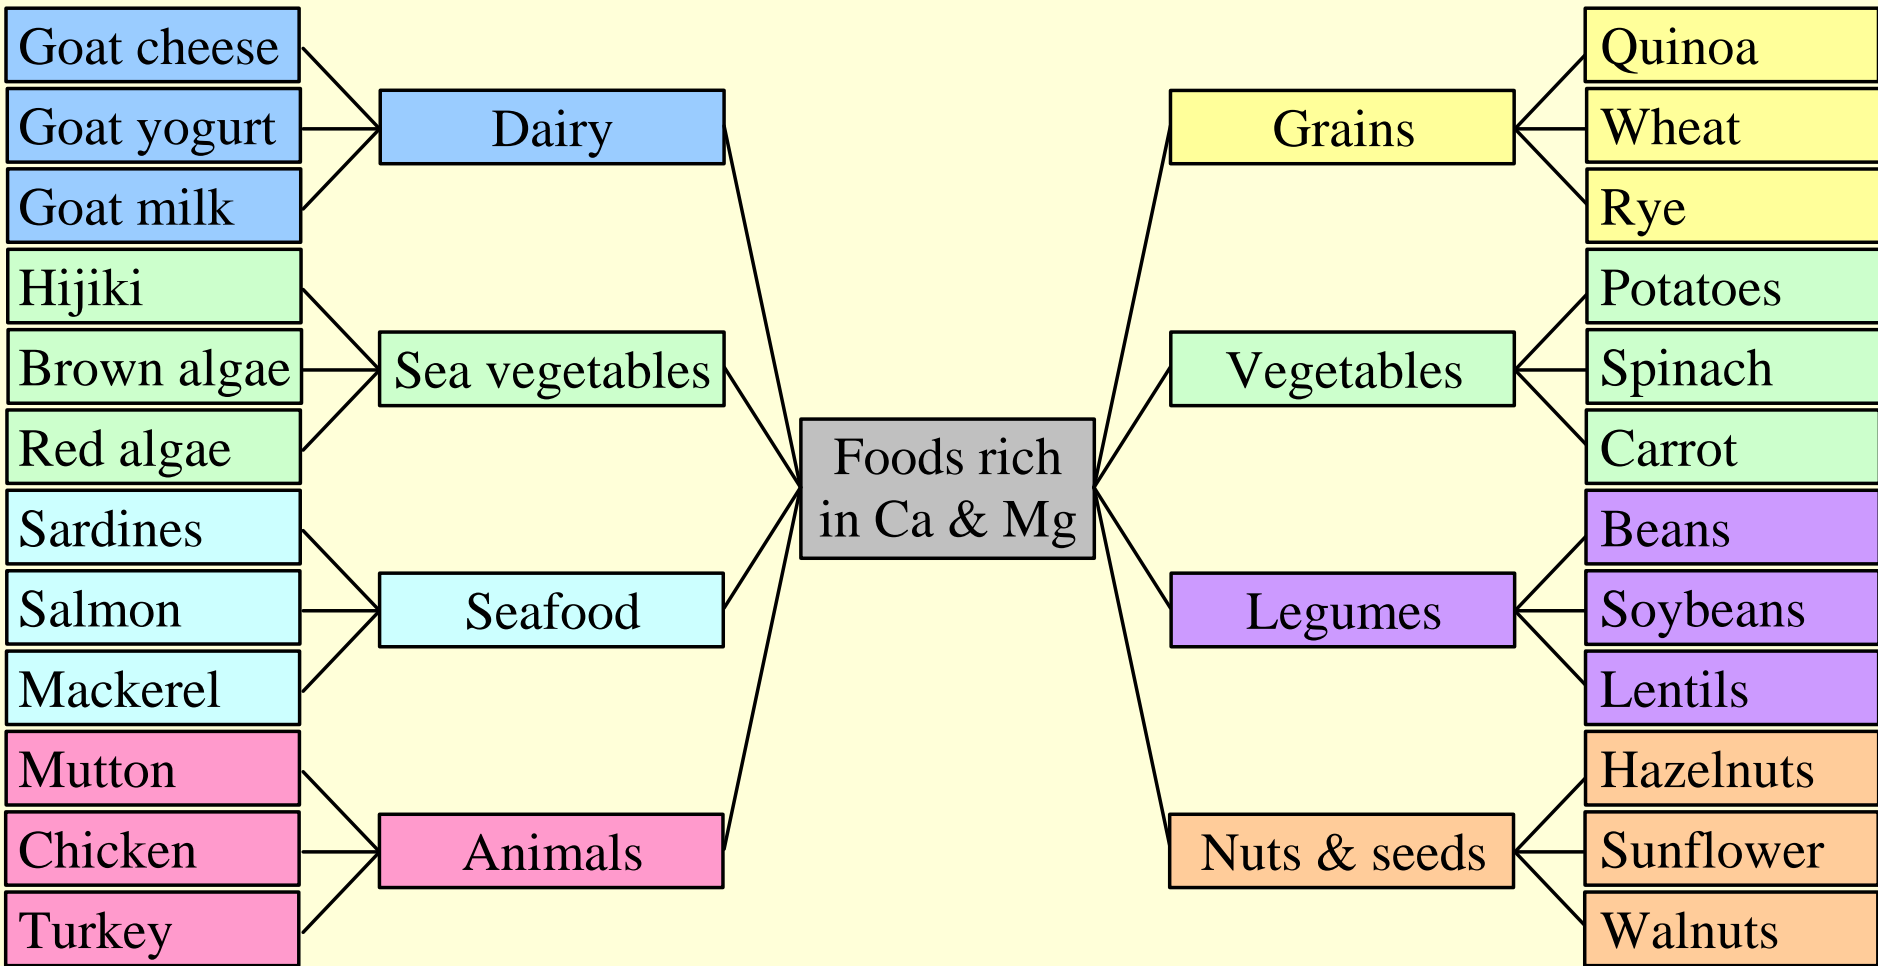 Goat cheese
Goat yogurt
Goat milk
Dairy
Hijiki
Brown algae
Red algae
Sea vegetables
Sardines
Salmon
Mackerel
Seafood
Mutton
Chicken
Turkey
Animals
Foods rich
in Ca & Mg
Grains
Quinoa
Wheat
Rye
Vegetables
Potatoes
Spinach
Carrot
Legumes
Beans
Soybeans
Lentils
Nuts & seeds
Hazelnuts
Sunflower
Walnuts